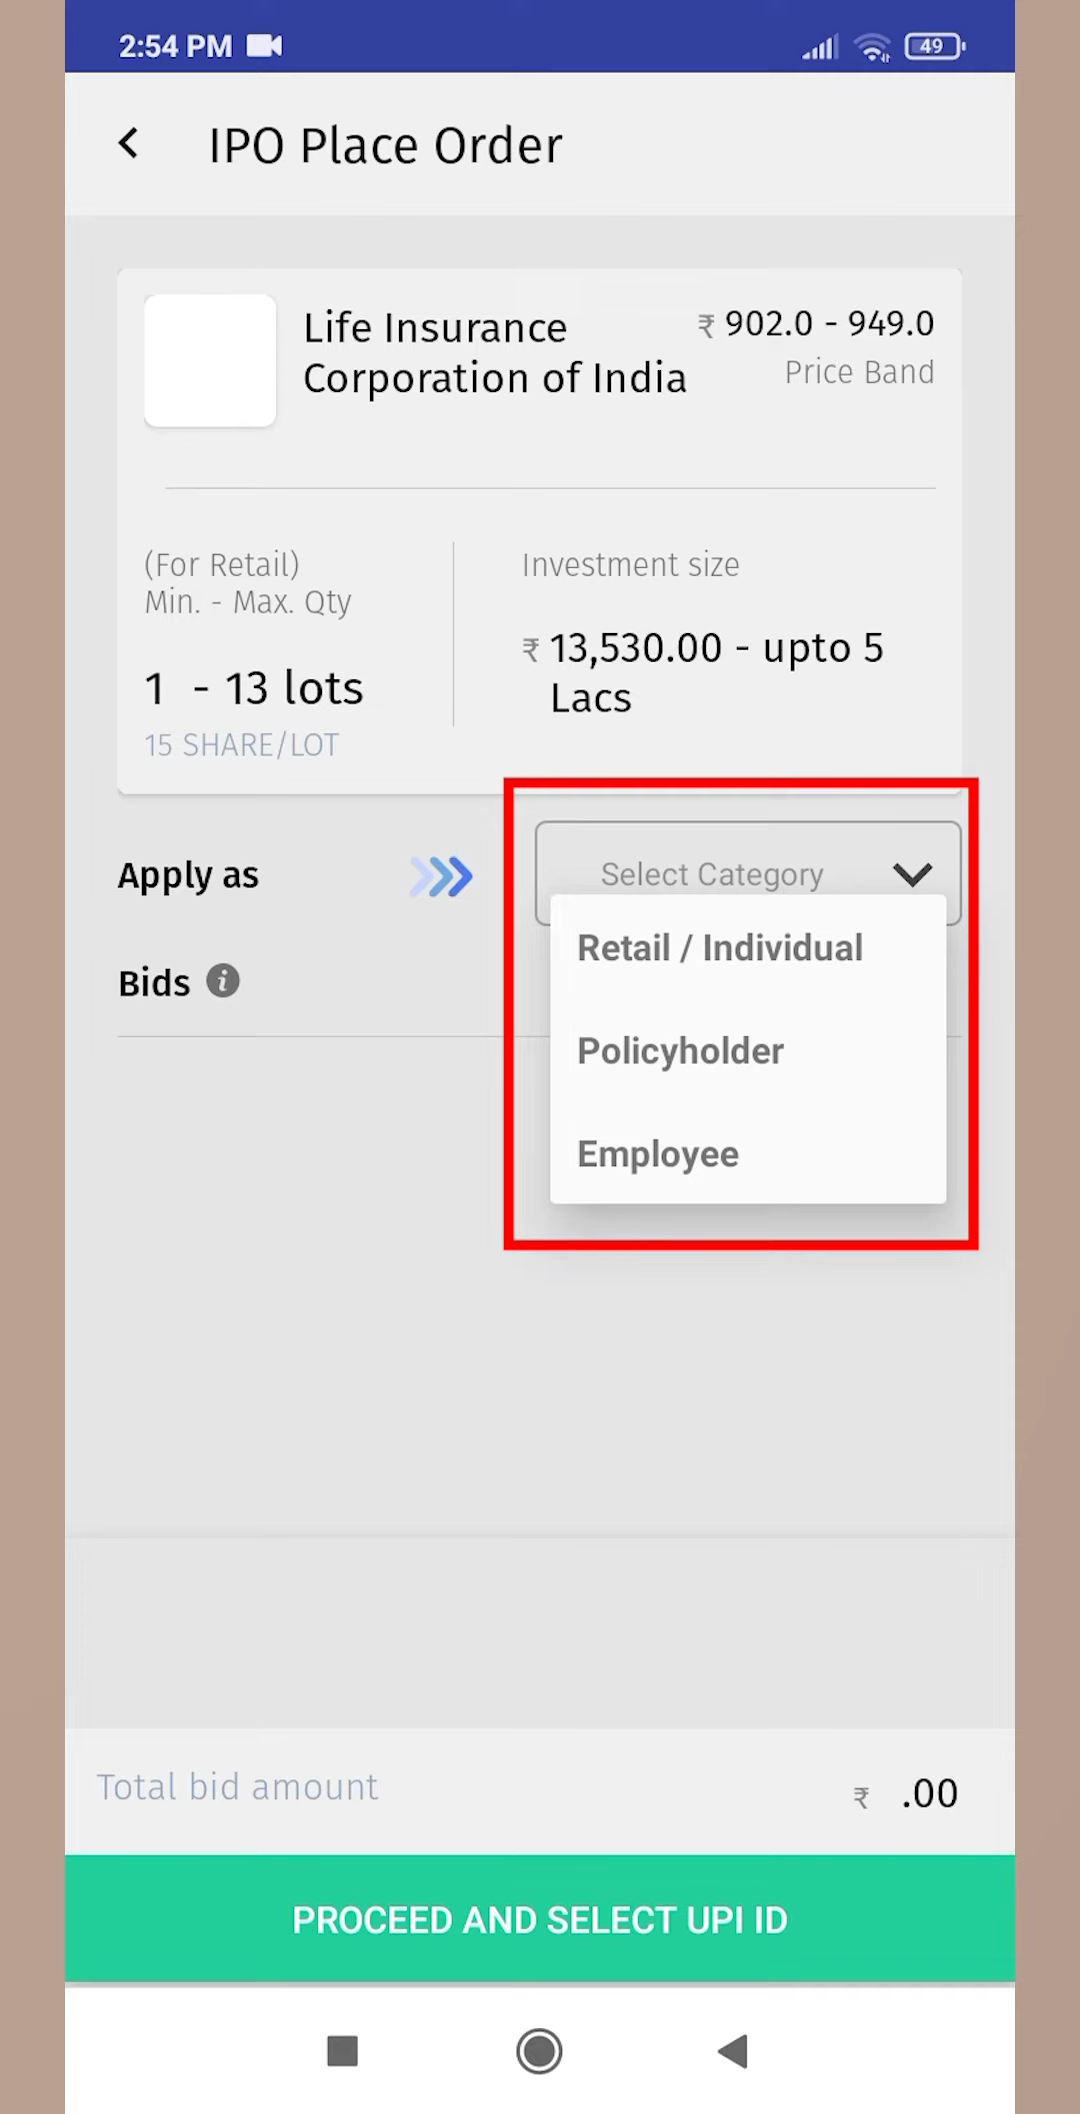 2:54 PM
49
IPO Place Order
Life Insurance
Corporation of India
₹ 902.0 - 949.0
Price Band
(For Retail)
Min. - Max. Qty
1 - 13 lots
15 SHARE/LOT
Investment size
₹ 13,530.00 - upto 5
Lacs
Apply as
Select Category
Retail / Individual
Policyholder
Employee
Bids
Total bid amount
₹ .00
PROCEED AND SELECT UPI ID